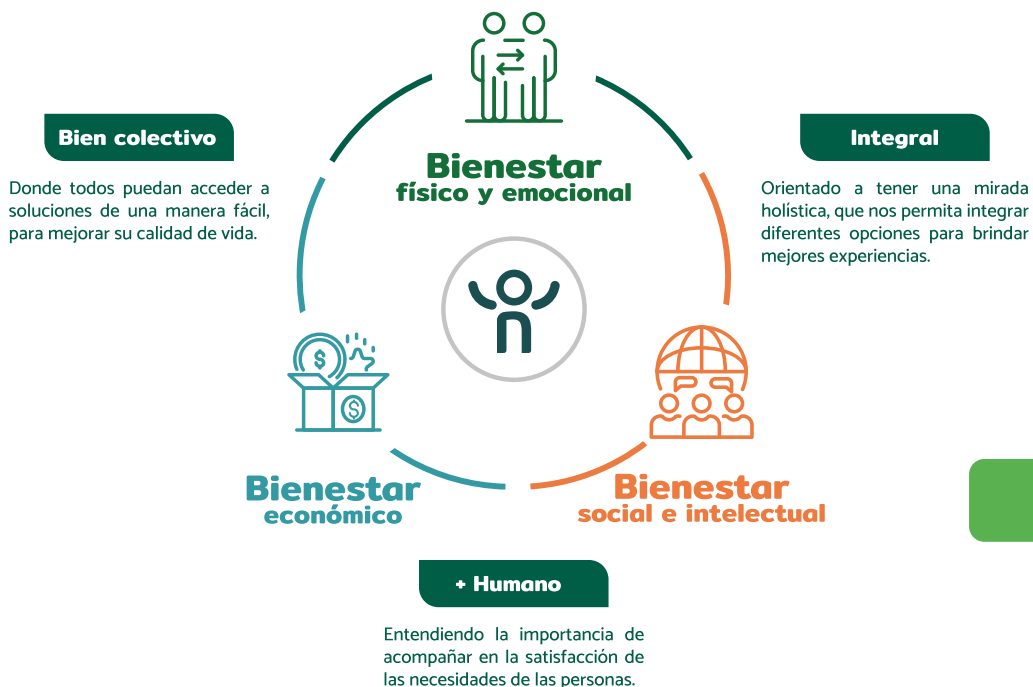 Bien colectivo
Donde todos puedan acceder a
soluciones de una manera fácil,
para mejorar su calidad de vida.
Bienestar
físico y emocional
Integral
Orientado a tener una mirada
holística, que nos permita integrar
diferentes opciones para brindar
mejores experiencias.
Bienestar
económico
Bienestar
social e intelectual
+ Humano
Entendiendo la importancia de
acompañar en la satisfacción de
las necesidades de las personas.